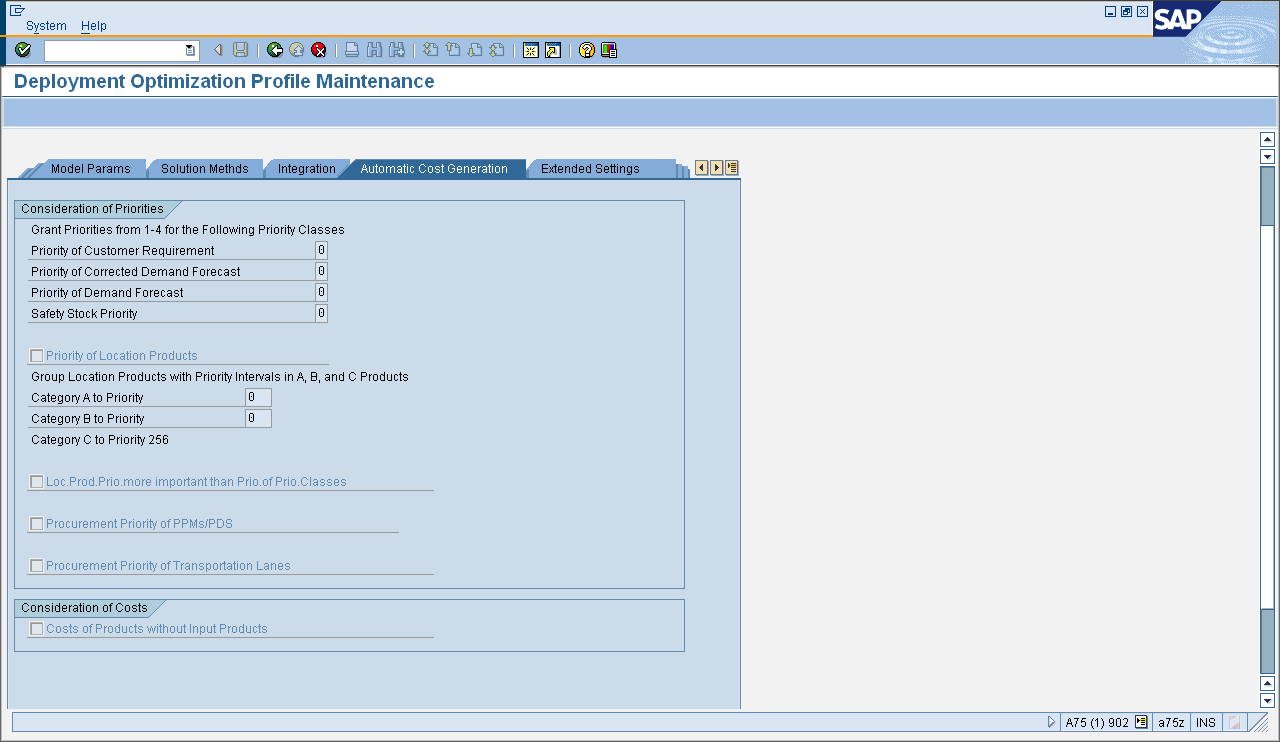 System Help
SAP
Deployment Optimization Profile Maintenance
Model Params Solution Methds Integration Automatic Cost Generation Extended Settings
Consideration of Priorities
Grant Priorities from 1-4 for the Following Priority Classes
Priority of Customer Requirement 0
Priority of Corrected Demand Forecast 0
Priority of Demand Forecast 0
Safety Stock Priority 0
Priority of Location Products
Group Location Products with Priority Intervals in A, B, and C Products
Category A to Priority 0
Category B to Priority 0
Category C to Priority 256
Loc.Prod.Prio.more important than Prio.of Prio.Classes
Procurement Priority of PPMs/PDS
Procurement Priority of Transportation Lanes
Consideration of Costs
Costs of Products without Input Products
A75 (1) 902 a75z INS